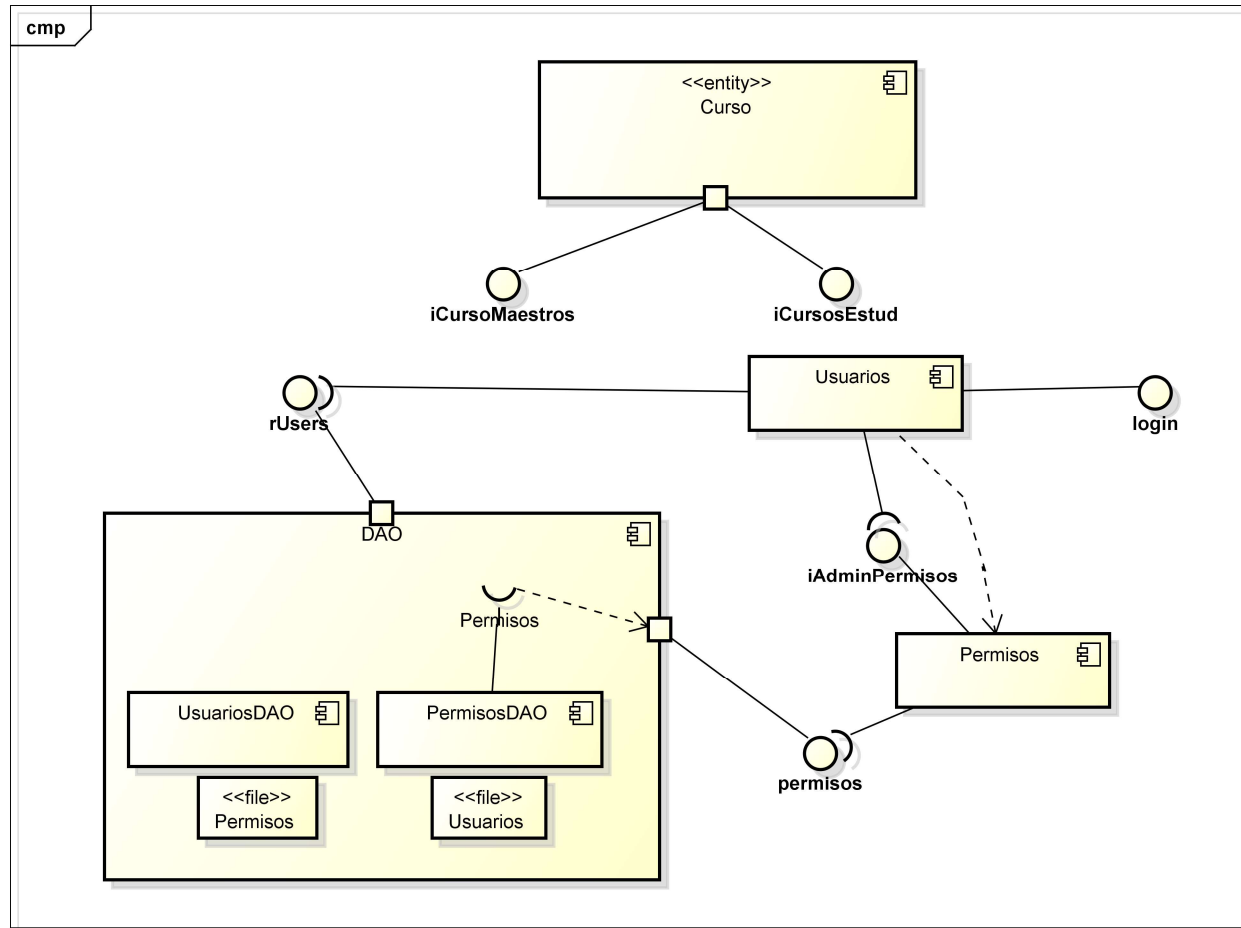 cmp
<<entity>>
Curso
iCursoMaestros
iCursosEstud
Usuarios
rUsers
login
DAO
iAdminPermisos
Permisos
Permisos
UsuariosDAO
PermisosDAO
permisos
<<file>>
Permisos
<<file>>
Usuarios